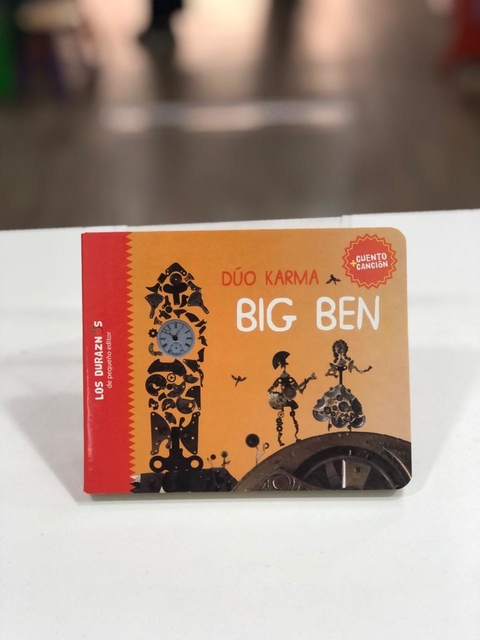 DÚO KARMA
BIG BEN
+CUENTO
CANCIÓN
LOS DURAZNOS
de pequeño editor